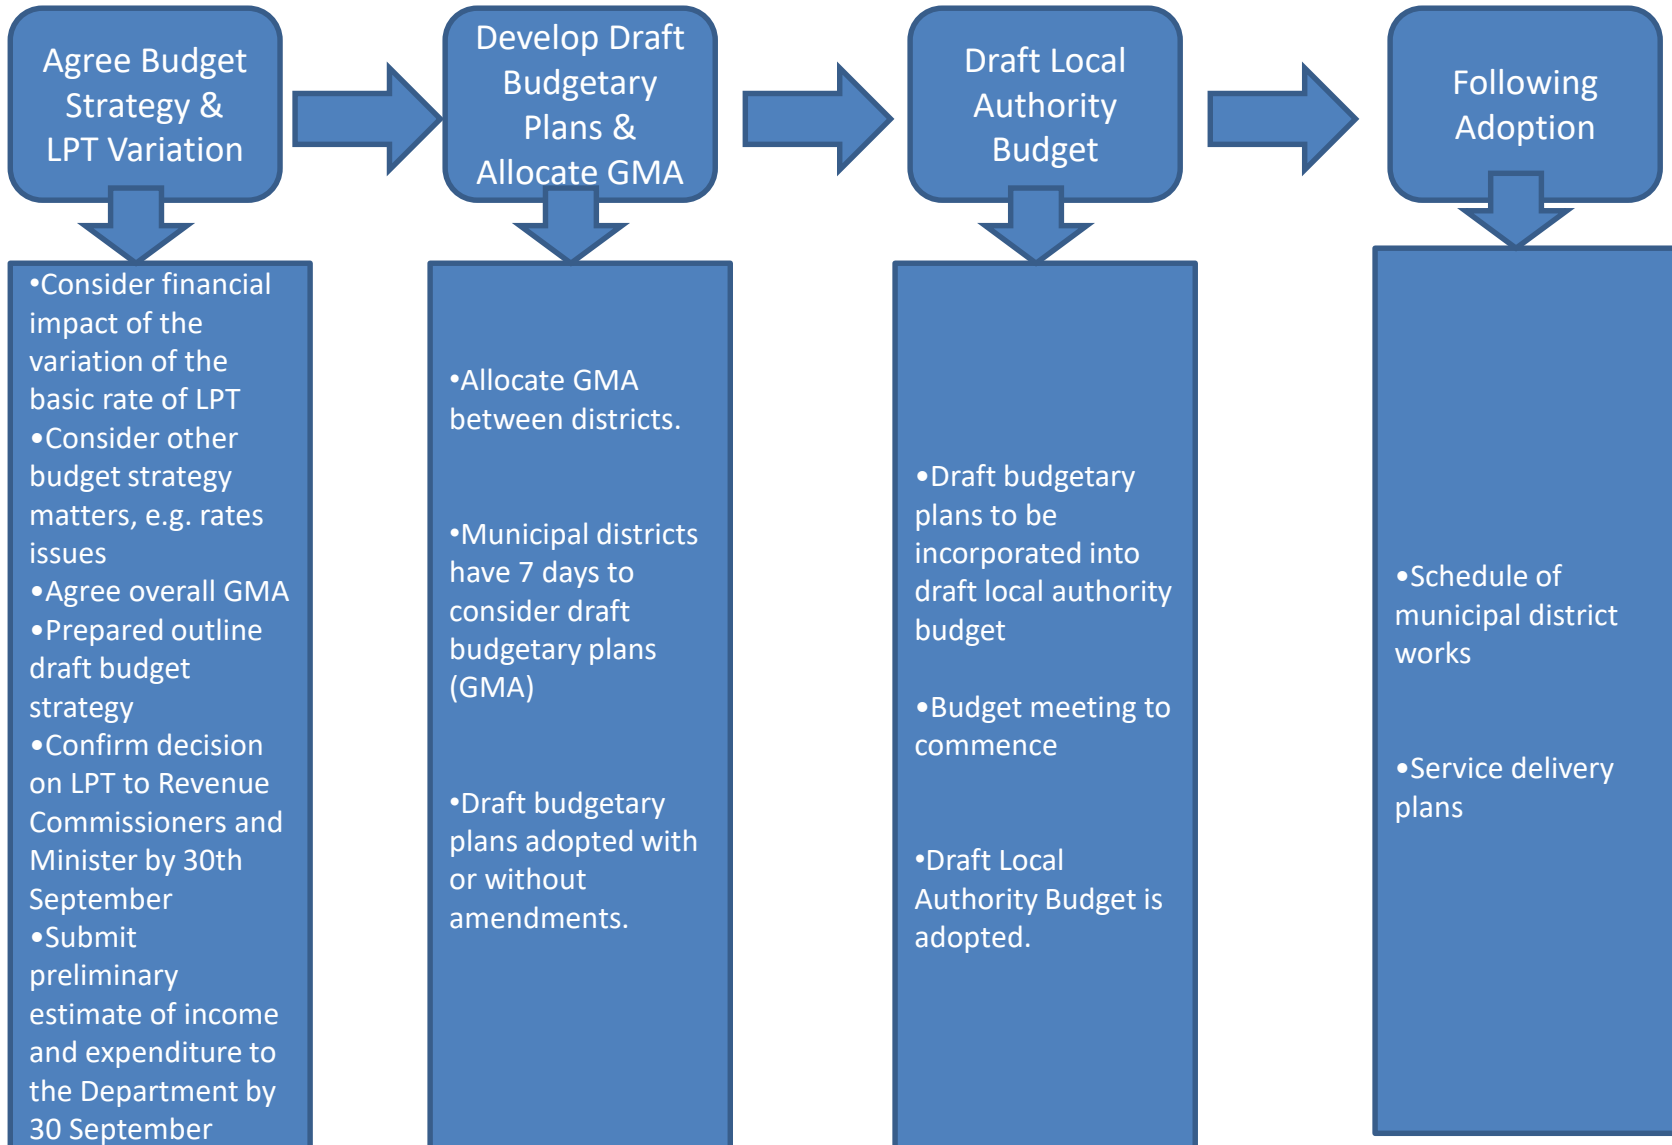 Agree Budget
Strategy &
LPT Variation
Develop Draft
Budgetary
Plans &
Allocate GMA
Draft Local
Authority
Budget
Following
Adoption
•Consider financial
impact of the
variation of the
basic rate of LPT
•Consider other
budget strategy
matters, e.g. rates
issues
•Agree overall GMA
•Prepared outline
draft budget
strategy
•Confirm decision
on LPT to Revenue
Commissioners and
Minister by 30th
September
•Submit
preliminary
estimate of income
and expenditure to
the Department by
30 September
•Allocate GMA
between districts.
•Municipal districts
have 7 days to
consider draft
budgetary plans
(GMA)
•Draft budgetary
plans adopted with
or without
amendments.
•Draft budgetary
plans to be
incorporated into
draft local authority
budget
•Budget meeting to
commence
•Draft Local
Authority Budget is
adopted.
•Schedule of
municipal district
works
•Service delivery
plans